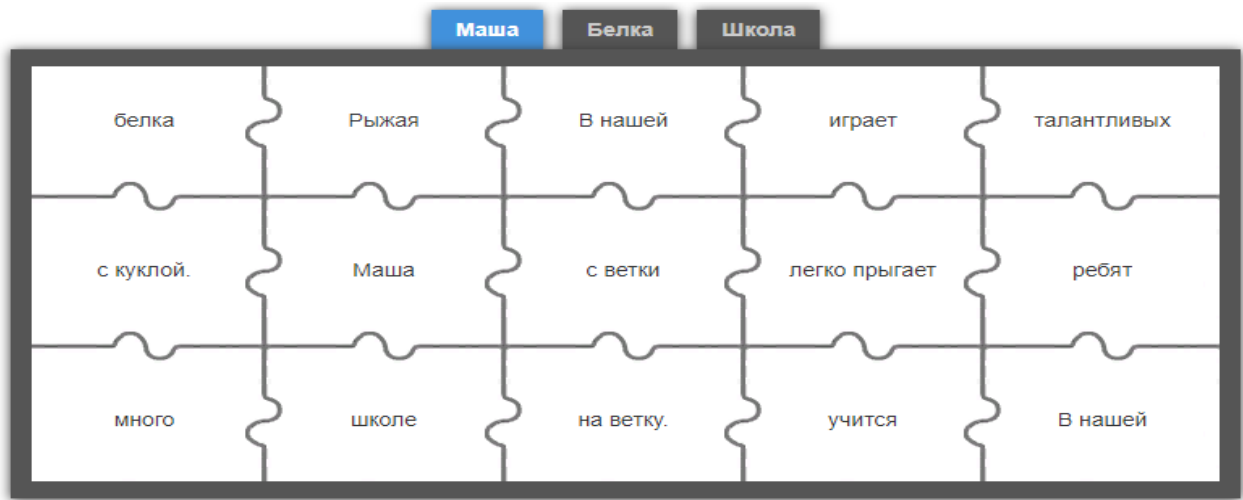 Маша Белка Школа
белка Рыжая В нашей играет талантливых
с куклой. Маша с ветки легко прыгает ребят
много школе на ветку. учится В нашей